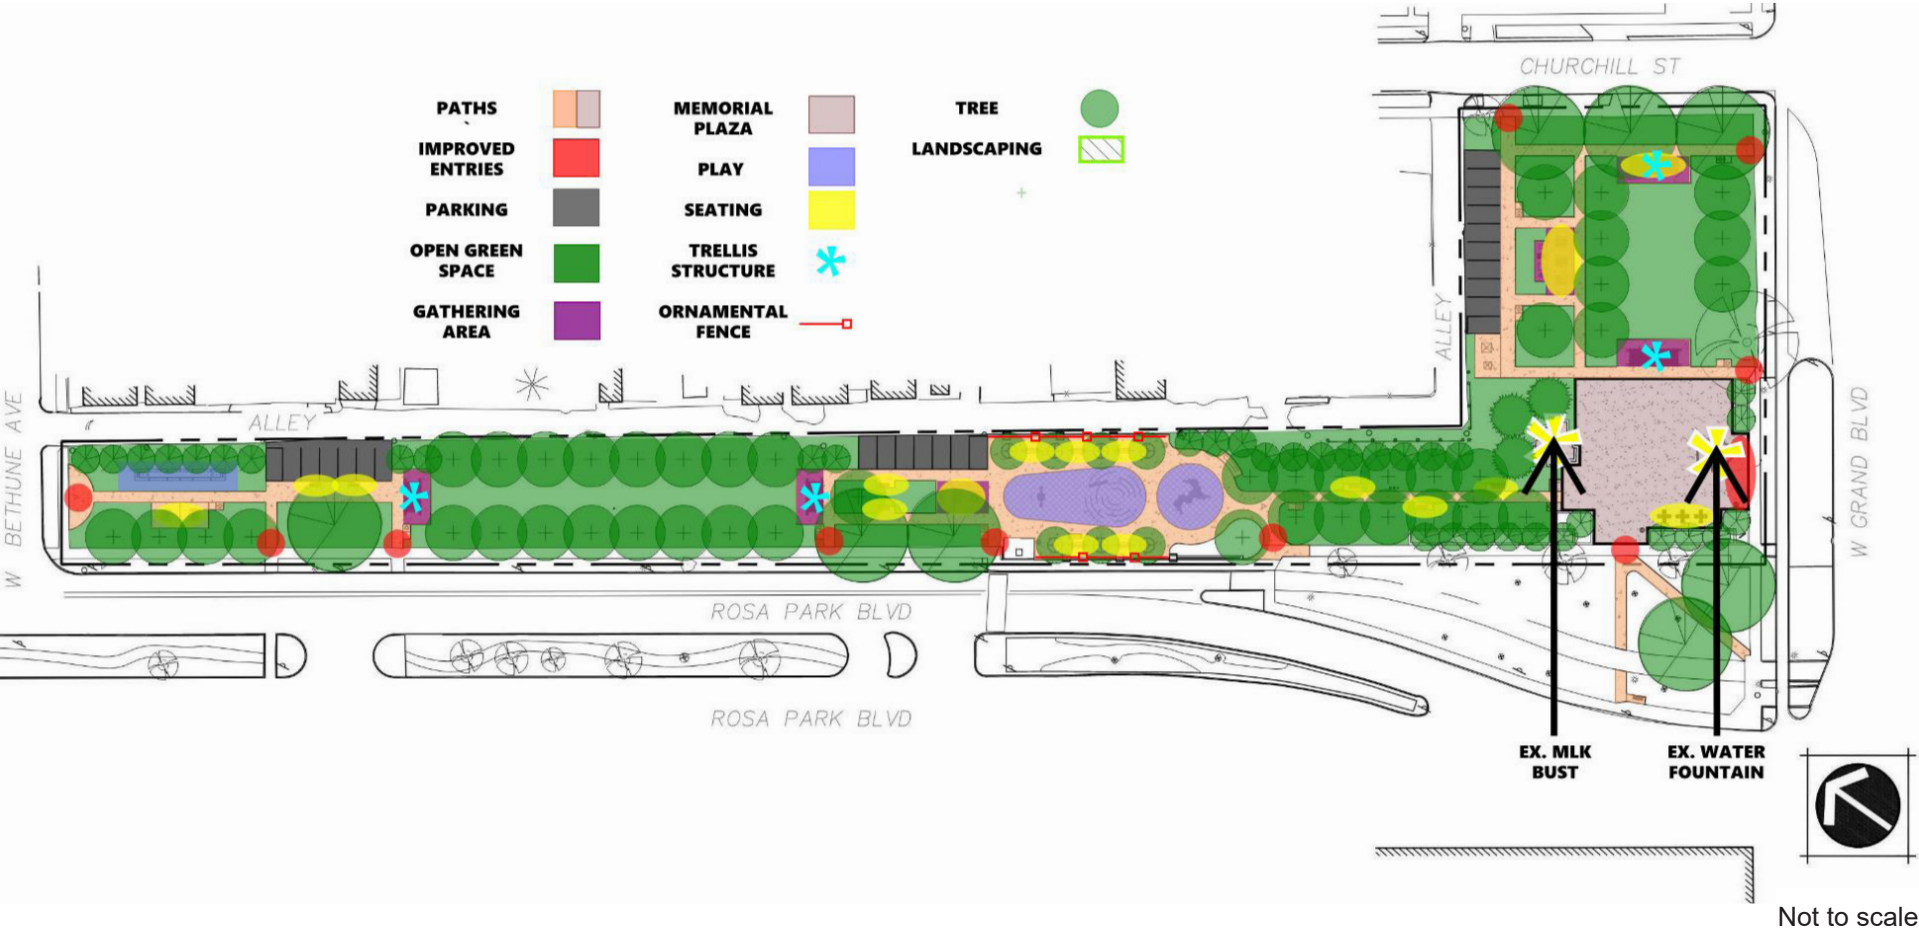 CHURCHILL ST
PATHS
MEMORIAL
PLAZA
TREE
IMPROVED
ENTRIES
PLAY
LANDSCAPING
PARKING
SEATING
OPEN GREEN
SPACE
TRELLIS
STRUCTURE
GATHERING
AREA
ORNAMENTAL
FENCE
ALLEY
ALLEY
W BETHUNE AVE
W GRAND BLVD
ROSA PARK BLVD
ROSA PARK BLVD
EX. MLK
BUST
EX. WATER
FOUNTAIN
Not to scale